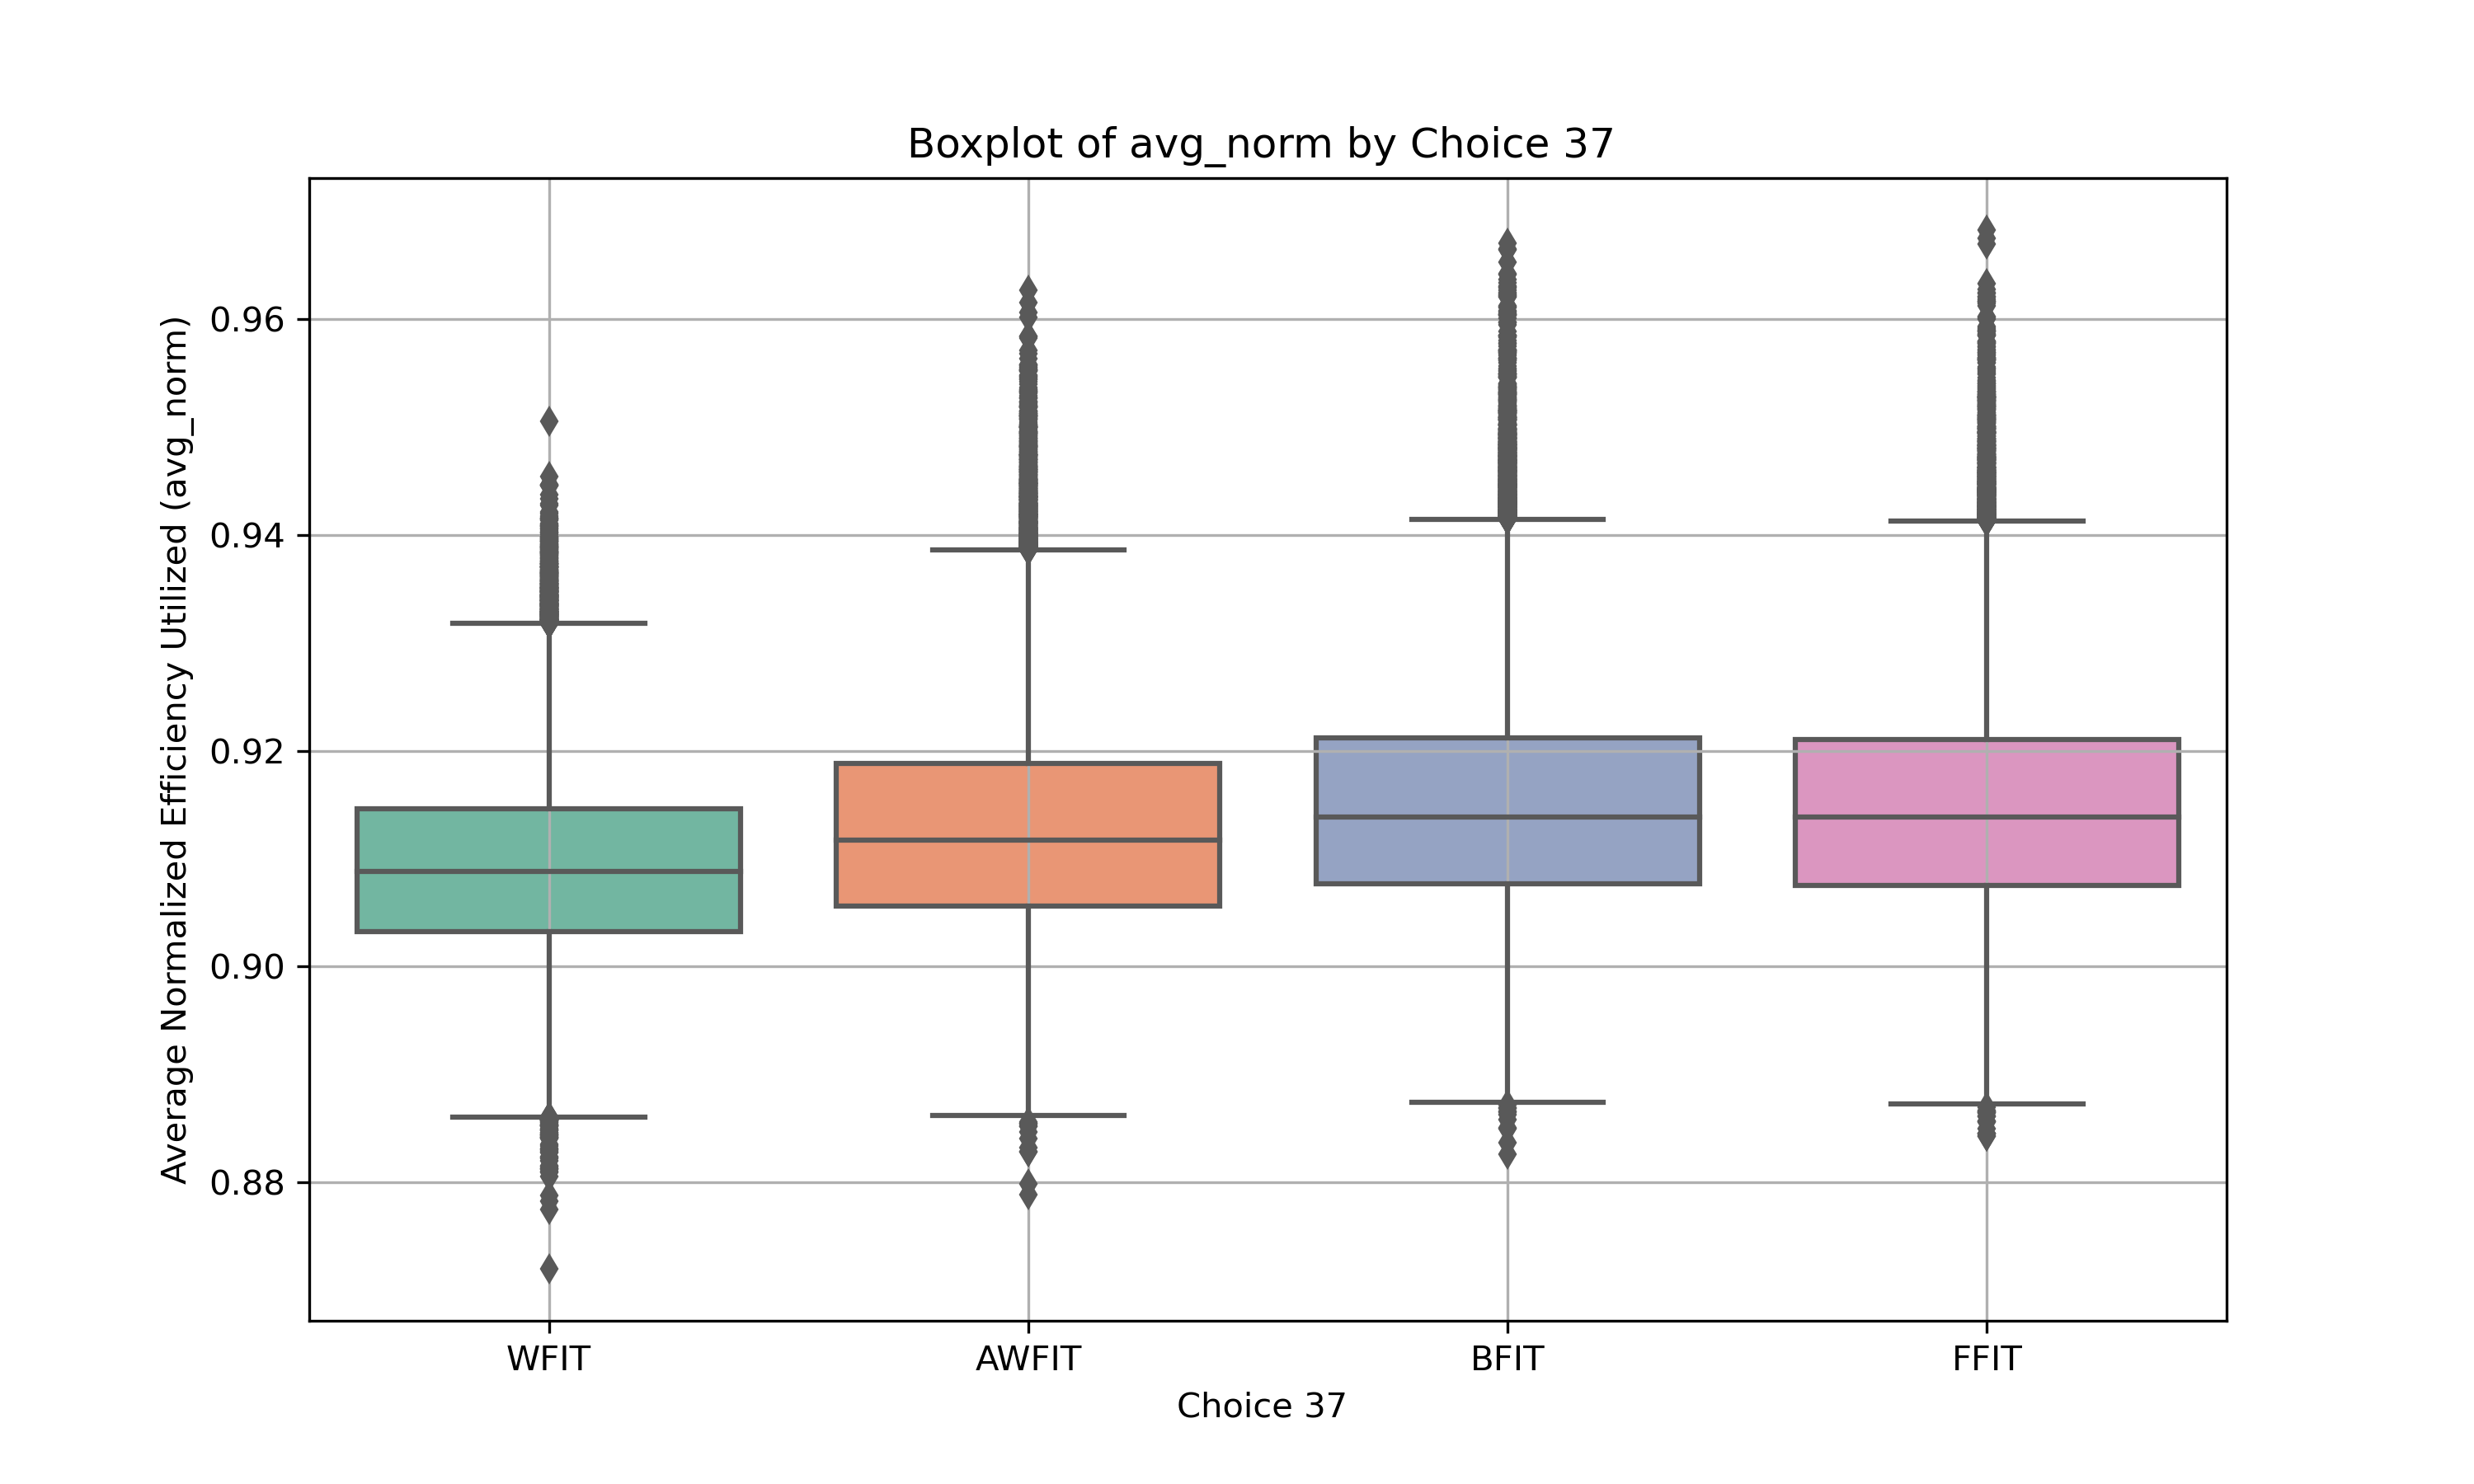 Boxplot of avg_norm by Choice 37
Average Normalized Efficiency Utilized (avg_norm)
0.96
0.94
0.92
0.90
0.88
WFIT AWFIT BFIT FFIT
Choice 37